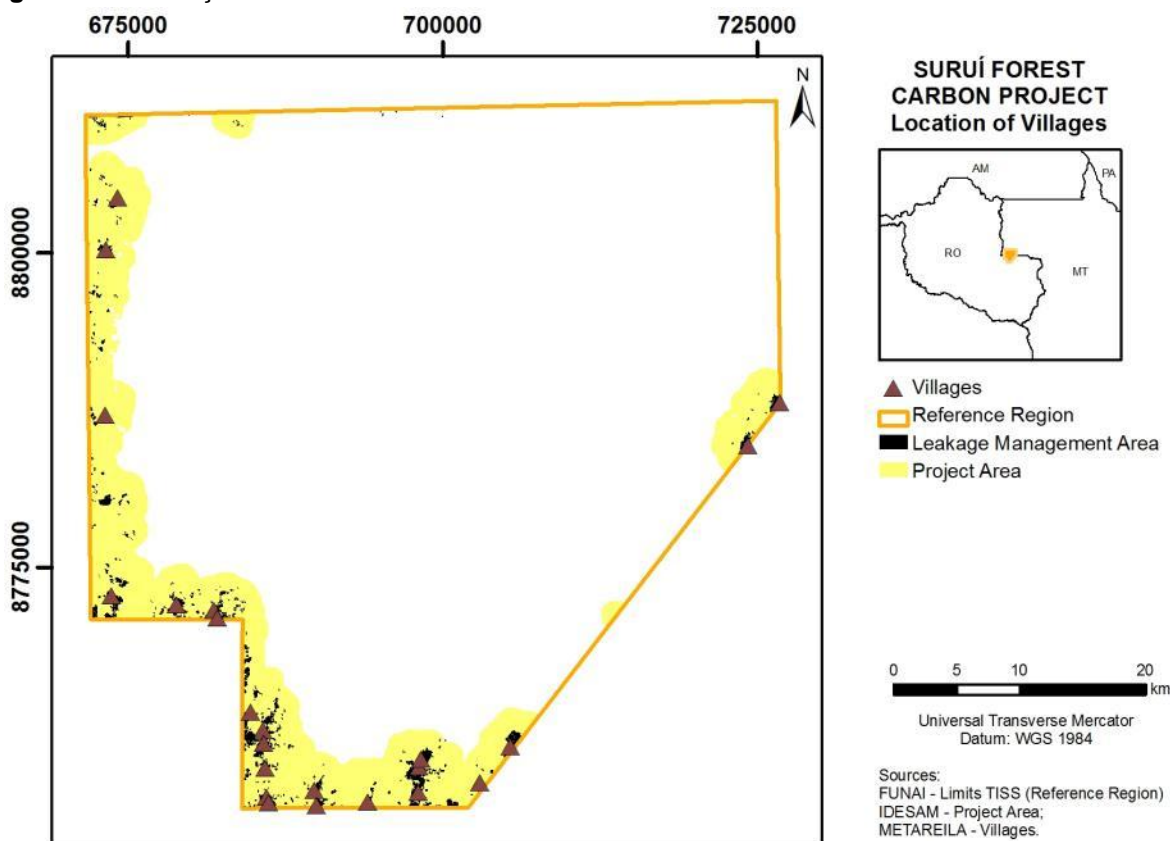 675000 700000 725000
N
8800000
8775000
SURUÍ FOREST
CARBON PROJECT
Location of Villages
AM
PA
RO
MT
Villages
Reference Region
Leakage Management Area
Project Area
0 5 10 20
km
Universal Transverse Mercator
Datum: WGS 1984
Sources:
FUNAI - Limits TISS (Reference Region)
IDESAM - Project Area;
METAREILA - Villages.